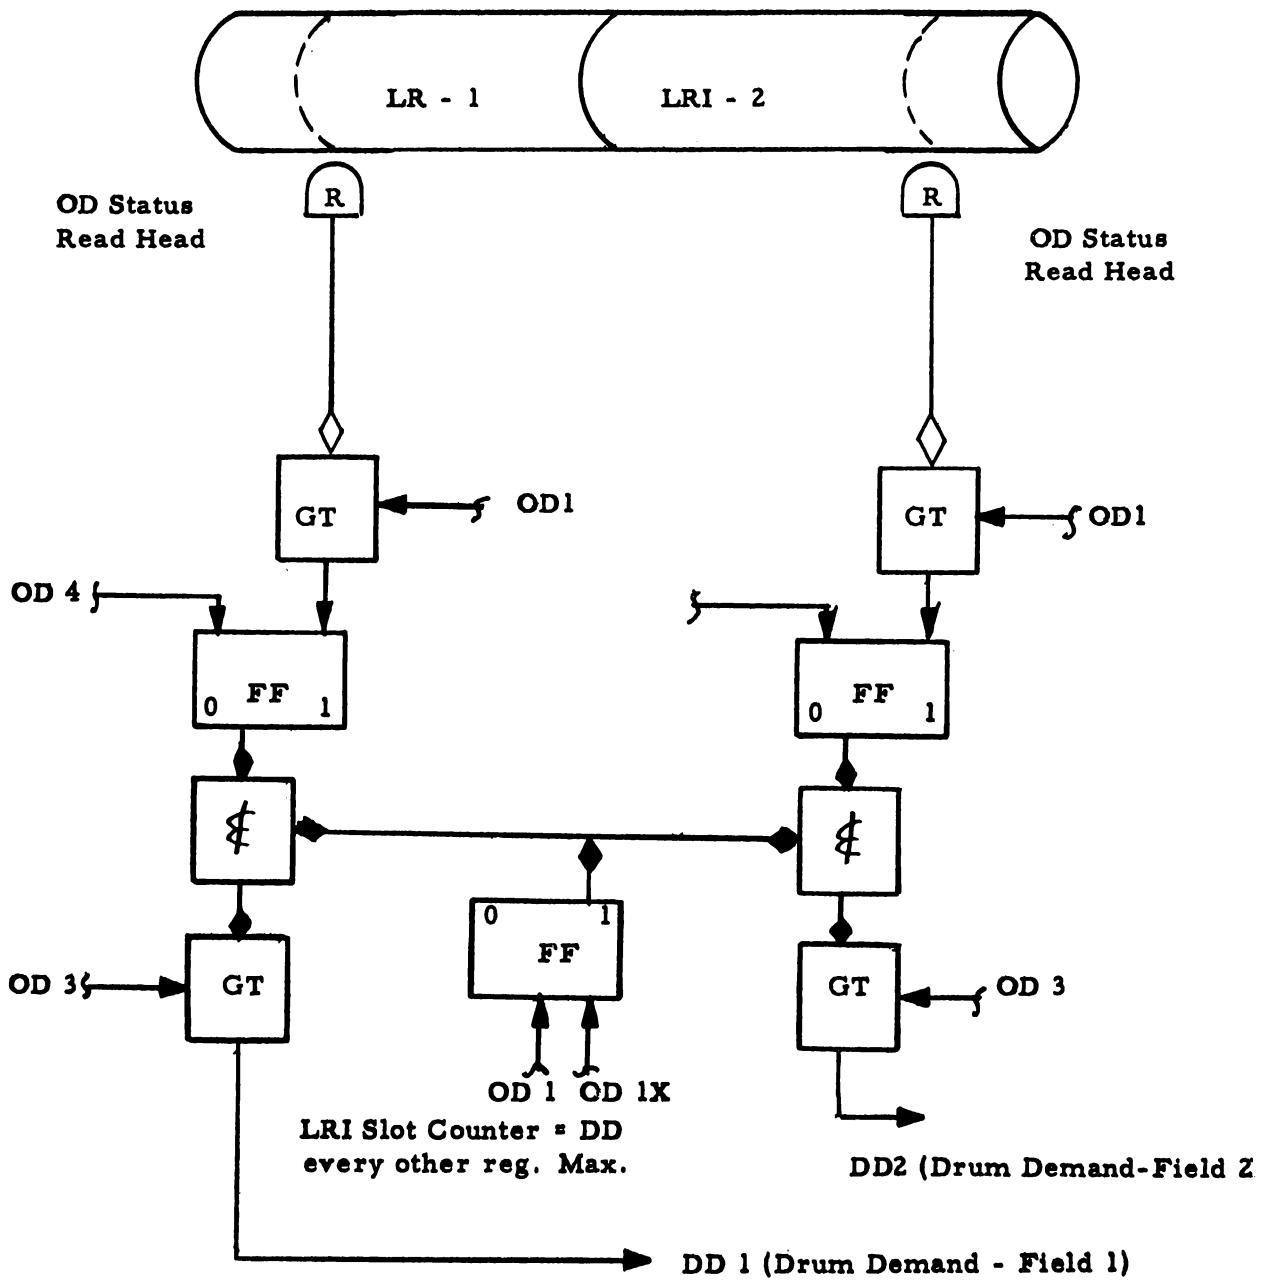 LR - 1 LRI - 2
R R
OD Status
Read Head
OD Status
Read Head
GT OD1
GT OD1
OD 4
FF
0 1
FF
0 1
&
&
0 1
FF
OD 3 GT
GT OD 3
OD 1 OD 1X
LRI Slot Counter = DD
every other reg. Max.
DD2 (Drum Demand-Field 2
DD 1 (Drum Demand - Field 1)